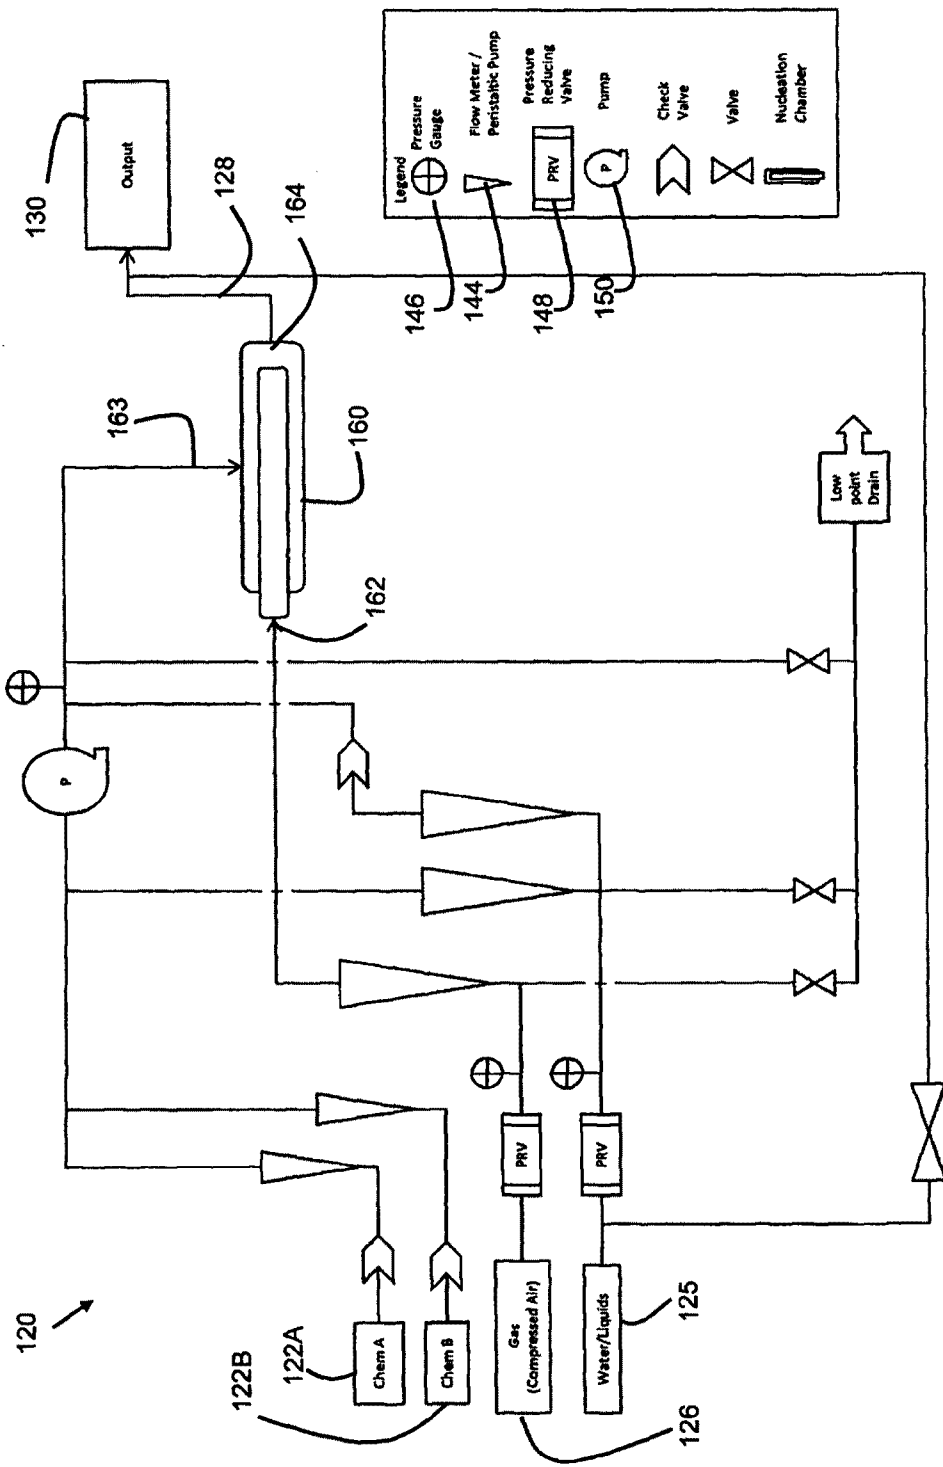 120
122A
122B
Chem A
Chem B
Gac
(Compressed Air)
Water/Liquids
126
125
PRV
PRV
P
163
162
160
164
128
130
Output
Low
point
Drain
Legend
Pressure
Gauge
Flow Meter /
Peristaltic Pump
PRV
Pressure
Reducing
Valve
P
Pump
Check
Valve
Valve
Nucleation
Chamber
146
144
148
150